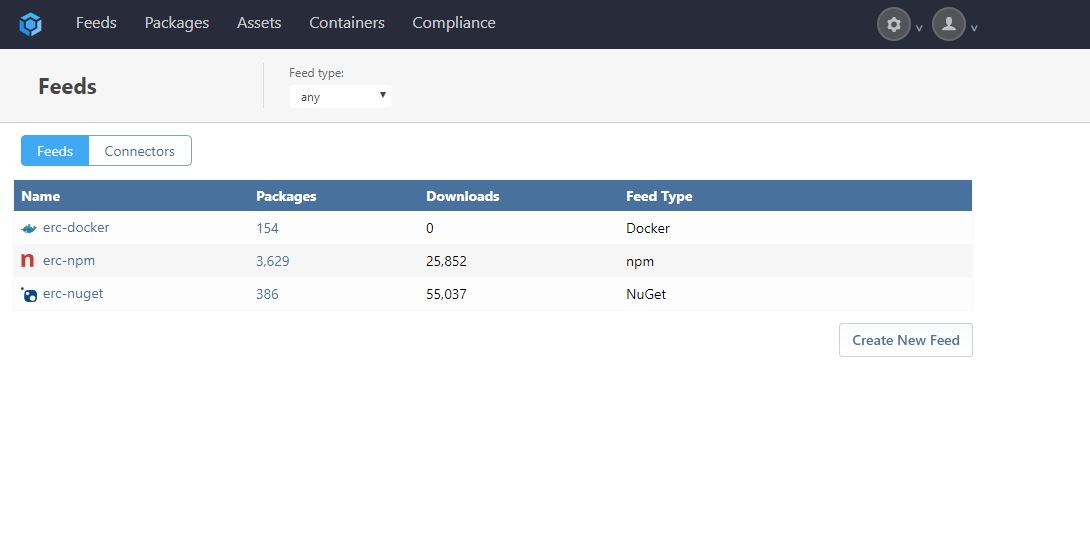 Feeds Packages Assets Containers Compliance
Feeds
Feed type:
any
Feeds Connectors
Name Packages Downloads Feed Type
erc-docker 154 0 Docker
erc-npm 3,629 25,852 npm
erc-nuget 386 55,037 NuGet
Create New Feed